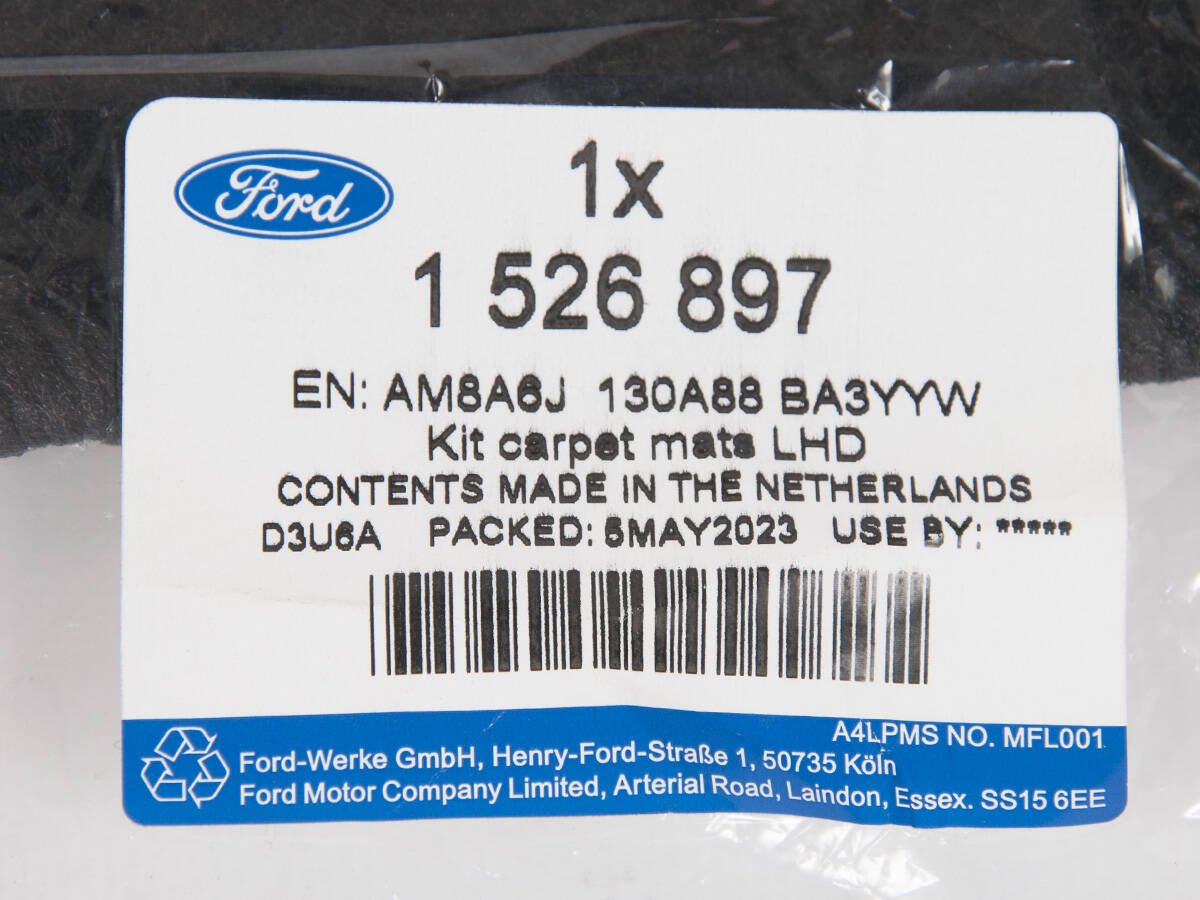 Ford
1x
1 526 897
EN: AM8A6J 130A88 BA3YYW
Kit carpet mats LHD
CONTENTS MADE IN THE NETHERLANDS
D3U6A PACKED: 5MAY2023 USE BY: *****
A4LPMS NO. MFL001
Ford-Werke GmbH, Henry-Ford-Straße 1, 50735 Köln
Ford Motor Company Limited, Arterial Road, Laindon, Essex. SS15 6EE